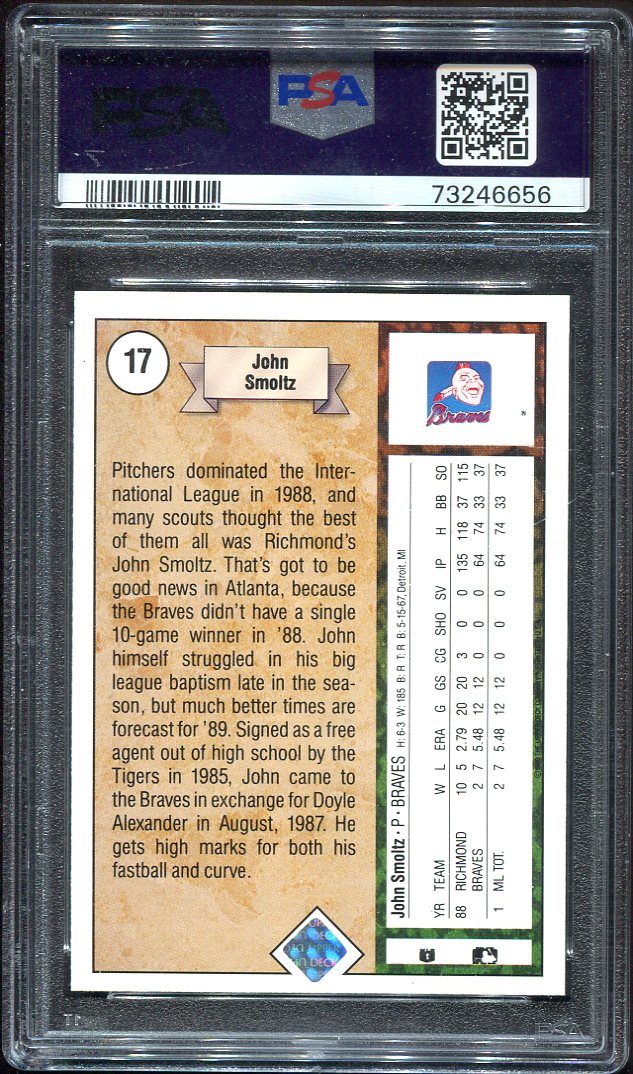 PSA
PSA
73246656
17
John
Smoltz
Braves
®
Pitchers dominated the Inter-
national League in 1988, and
many scouts thought the best
of them all was Richmond's
John Smoltz. That's got to be
good news in Atlanta, because
the Braves didn't have a single
10-game winner in '88. John
himself struggled in his big
league baptism late in the sea-
son, but much better times are
forecast for '89. Signed as a free
agent out of high school by the
Tigers in 1985, John came to
the Braves in exchange for Doyle
Alexander in August, 1987. He
gets high marks for both his
fastball and curve.
John Smoltz · P · BRAVES H: 6-3 W: 185 B: R T: R B: 5-15-67, Detroit, MI
YR TEAM W L ERA G GS CG SHO SV IP H BB SO
88 RICHMOND 10 5 2.79 20 20 3 0 0 135 118 37 115
BRAVES 2 7 5.48 12 12 0 0 0 64 74 33 37
1 ML TOT. 2 7 5.48 12 12 0 0 0 64 74 33 37
PSA